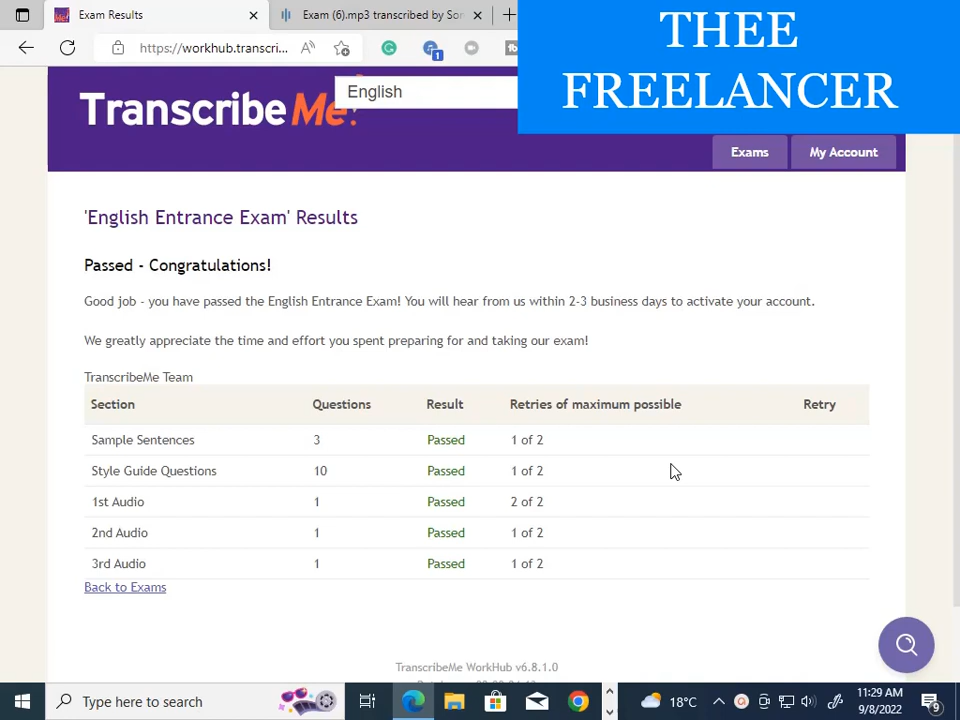 Exam Results
Exam (6).mp3 transcribed by Sor
THEE
FREELANCER
https://workhub.transcri...
1
TranscribeMe!
English
Exams
My Account
'English Entrance Exam' Results
Passed - Congratulations!
Good job - you have passed the English Entrance Exam! You will hear from us within 2-3 business days to activate your account.
We greatly appreciate the time and effort you spent preparing for and taking our exam!
TranscribeMe Team
Section Questions Result Retries of maximum possible Retry
Sample Sentences 3 Passed 1 of 2
Style Guide Questions 10 Passed 1 of 2
1st Audio 1 Passed 2 of 2
2nd Audio 1 Passed 1 of 2
3rd Audio 1 Passed 1 of 2
Back to Exams
TranscribeMe WorkHub v6.8.1.0
Type here to search
18°C
11:29 AM
9/8/2022
9